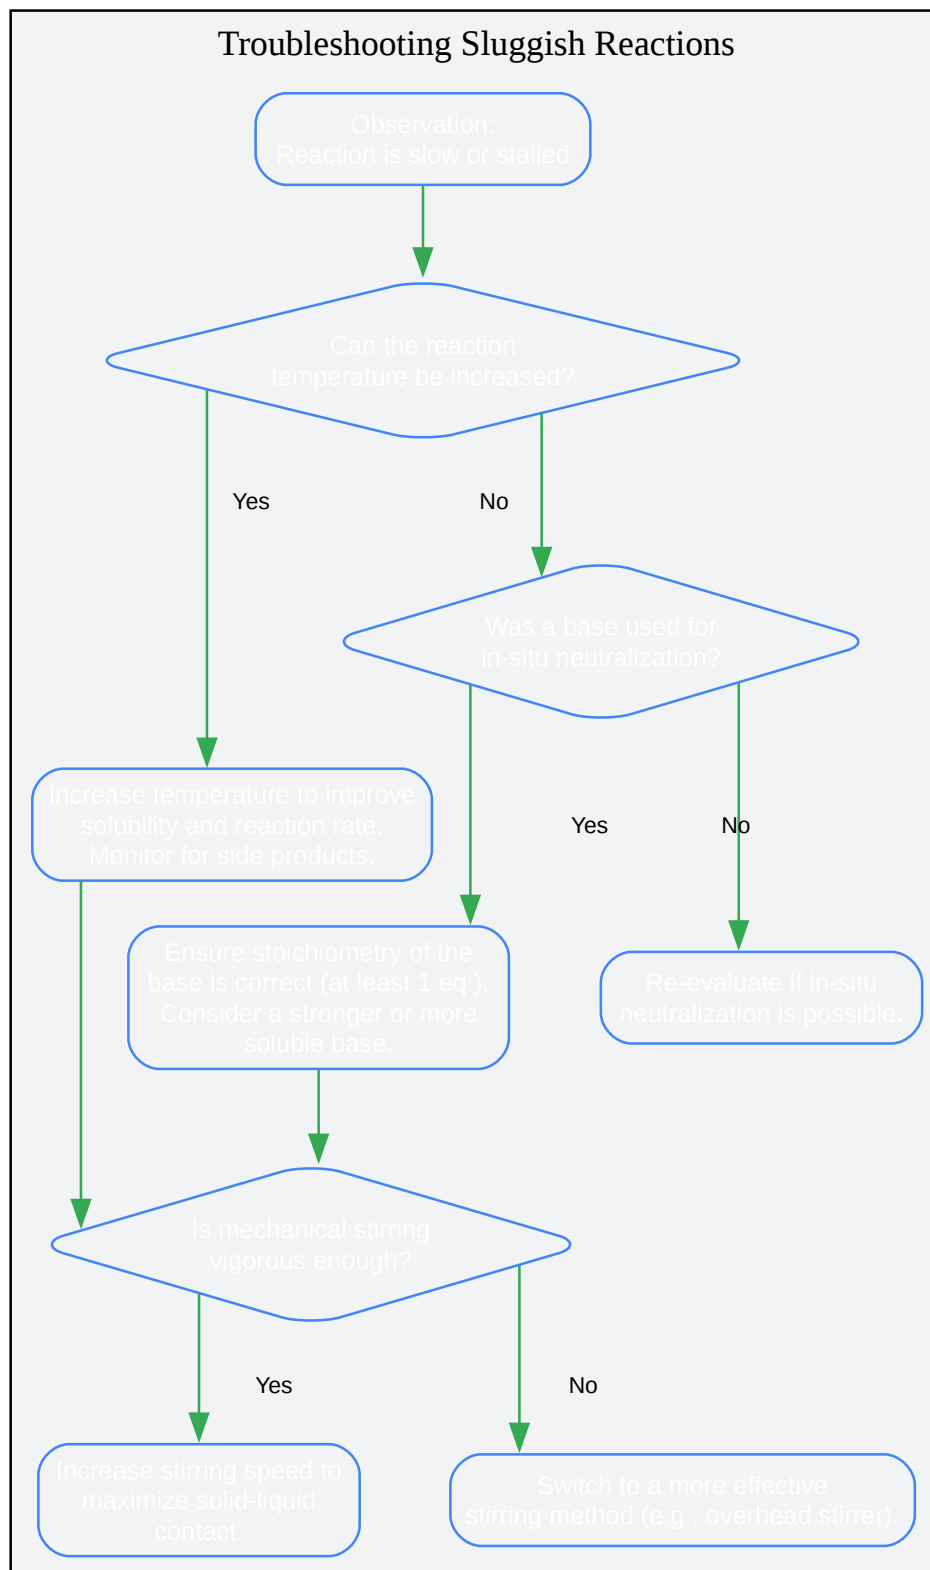 Troubleshooting Sluggish Reactions
Observation:
Reaction is slow or stalled
Can the reaction
temperature be increased?
Yes
No
Was a base used for
in-situ neutralization?
Increase temperature to improve
solubility and reaction rate.
Monitor for side products.
Yes
No
Ensure stoichiometry of the
base is correct (at least 1 eq.).
Consider a stronger or more
soluble base.
Re-evaluate if in-situ
neutralization is possible.
Is mechanical stirring
vigorous enough?
Yes
No
Increase stirring speed to
maximize solid-liquid
contact.
Switch to a more effective
stirring method (e.g., overhead stirrer).